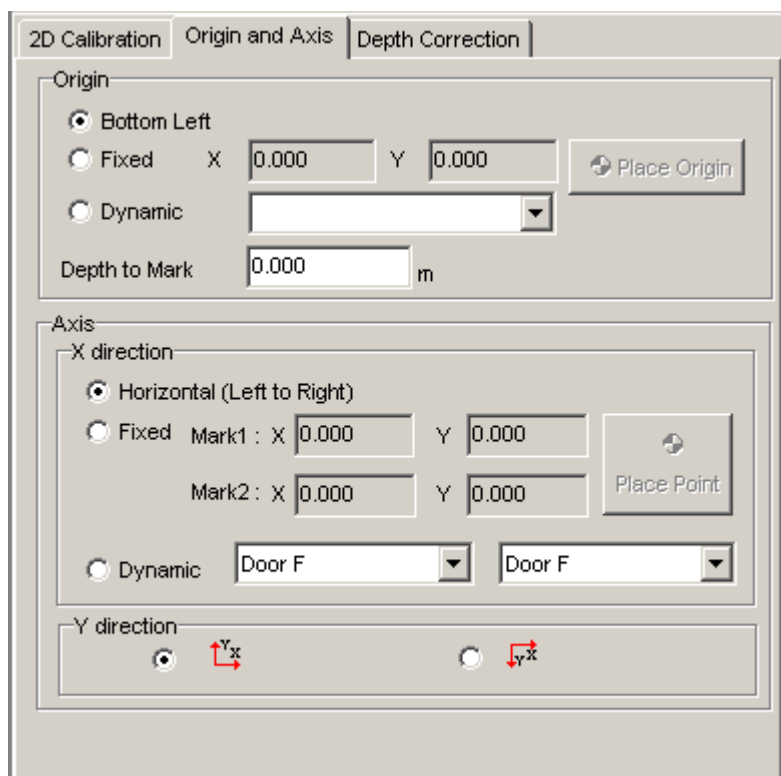 2D Calibration Origin and Axis Depth Correction
Origin
Bottom Left
Fixed X 0.000 Y 0.000 Place Origin
Dynamic
Depth to Mark 0.000 m
Axis
X direction
Horizontal (Left to Right)
Fixed Mark1 : X 0.000 Y 0.000
Mark2 : X 0.000 Y 0.000 Place Point
Dynamic Door F Door F
Y direction
Y X Y X